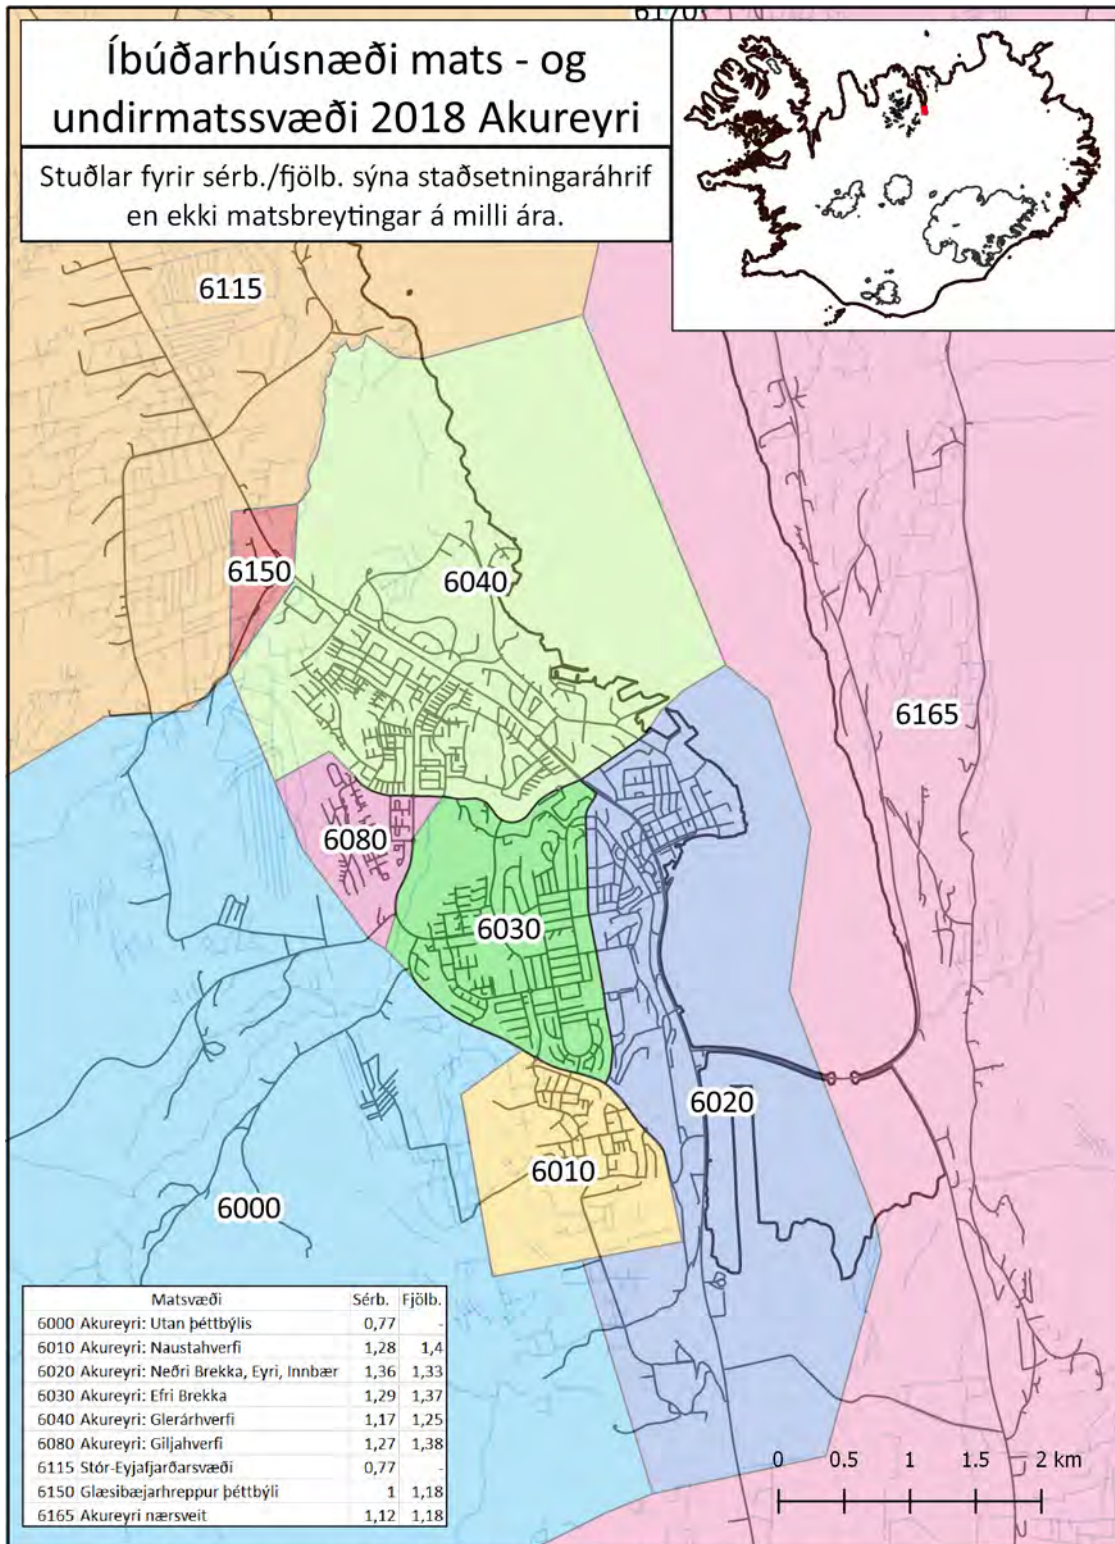 6170
Íbúðarhúsnæði mats - og
undirmatssvæði 2018 Akureyri
Stuðlar fyrir sérb./fjölb. sýna staðsetningaráhrif
en ekki matsbreytingar á milli ára.
6115
6150
6040
6165
6080
6030
6020
6010
6000
Matsvæði Sérb. Fjölb.
6000 Akureyri: Utan þéttbýlis 0,77 -
6010 Akureyri: Naustahverfi 1,28 1,4
6020 Akureyri: Neðri Brekka, Eyri, Innbær 1,36 1,33
6030 Akureyri: Efri Brekka 1,29 1,37
6040 Akureyri: Glerárhverfi 1,17 1,25
6080 Akureyri: Giljahverfi 1,27 1,38
6115 Stór-Eyjafjarðarsvæði 0,77 -
6150 Glæsibæjarhreppur þéttbýli 1 1,18
6165 Akureyri nærsveit 1,12 1,18
0 0.5 1 1.5 2 km